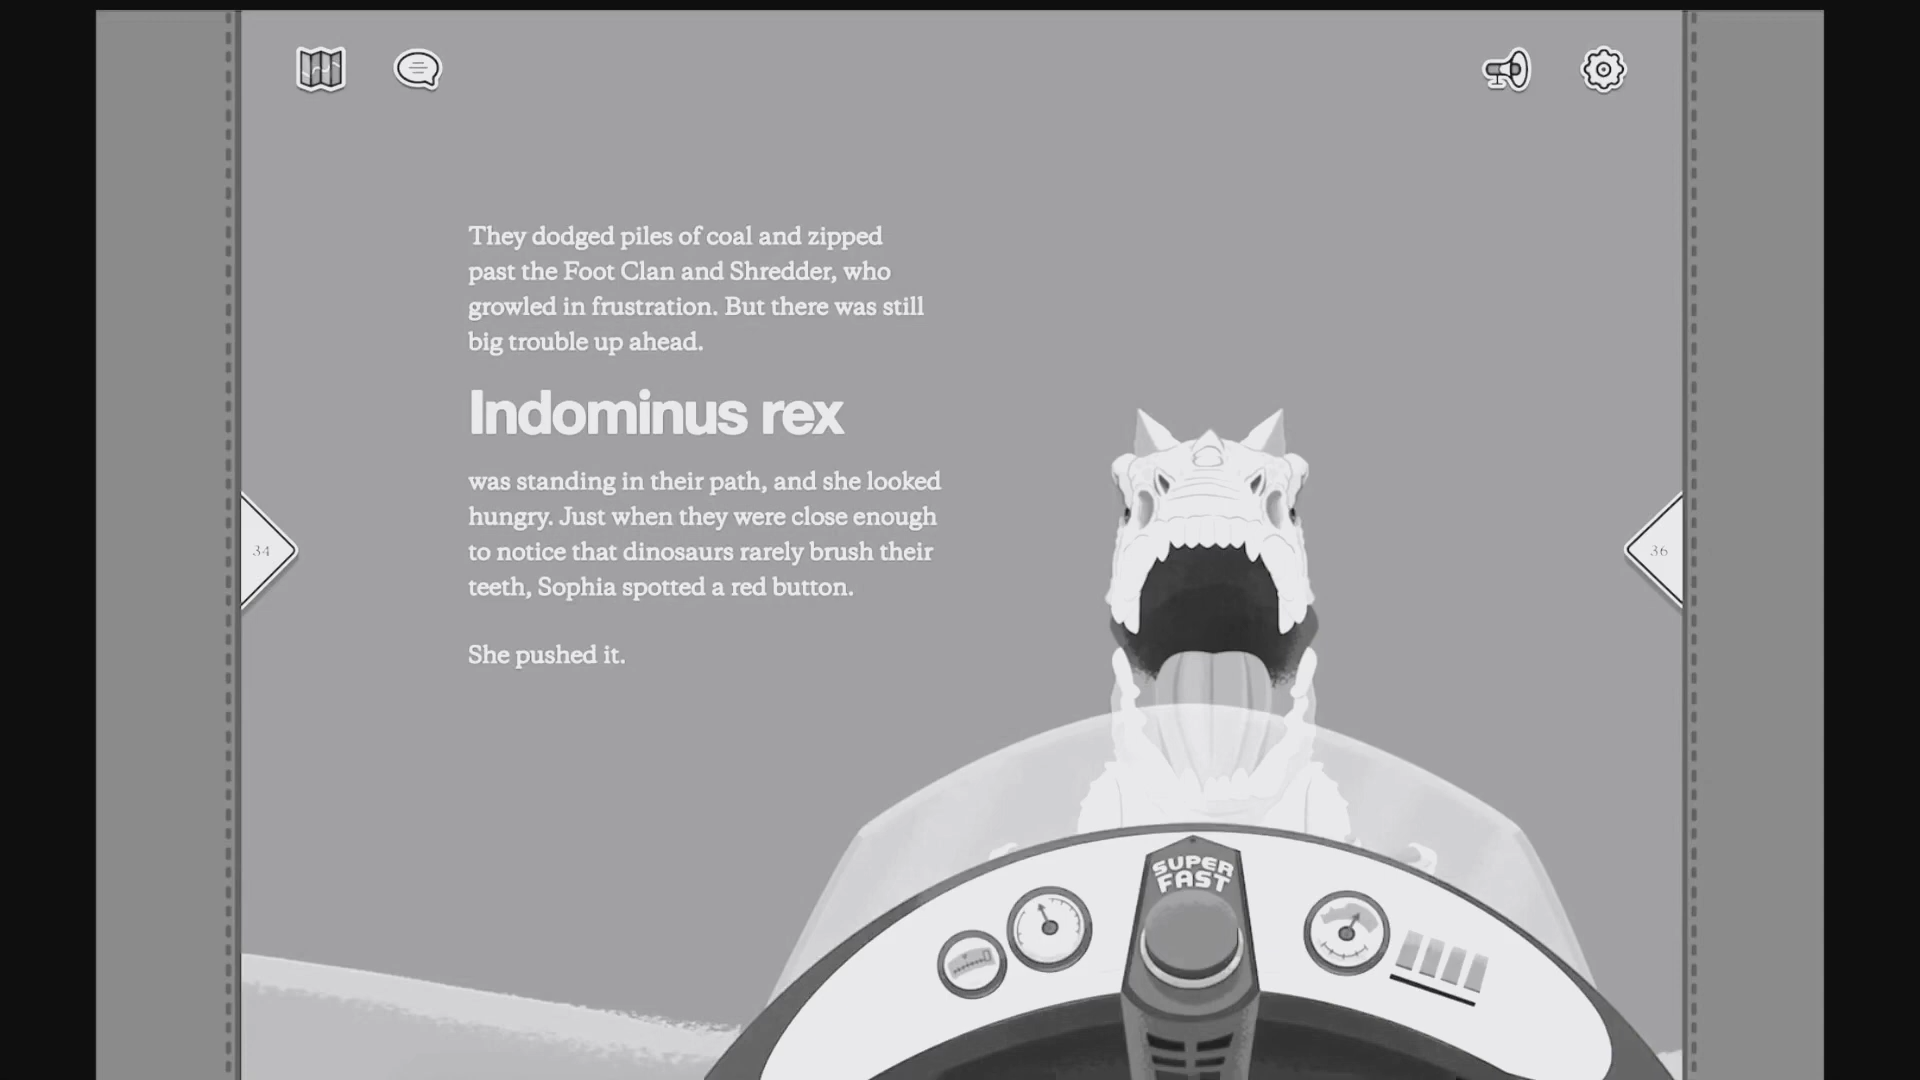 They dodged piles of coal and zipped
past the Foot Clan and Shredder, who
growled in frustration. But there was still
big trouble up ahead.
Indominus rex
was standing in their path, and she looked
hungry. Just when they were close enough
to notice that dinosaurs rarely brush their
teeth, Sophia spotted a red button.
She pushed it.
34
36
SUPER
FAST